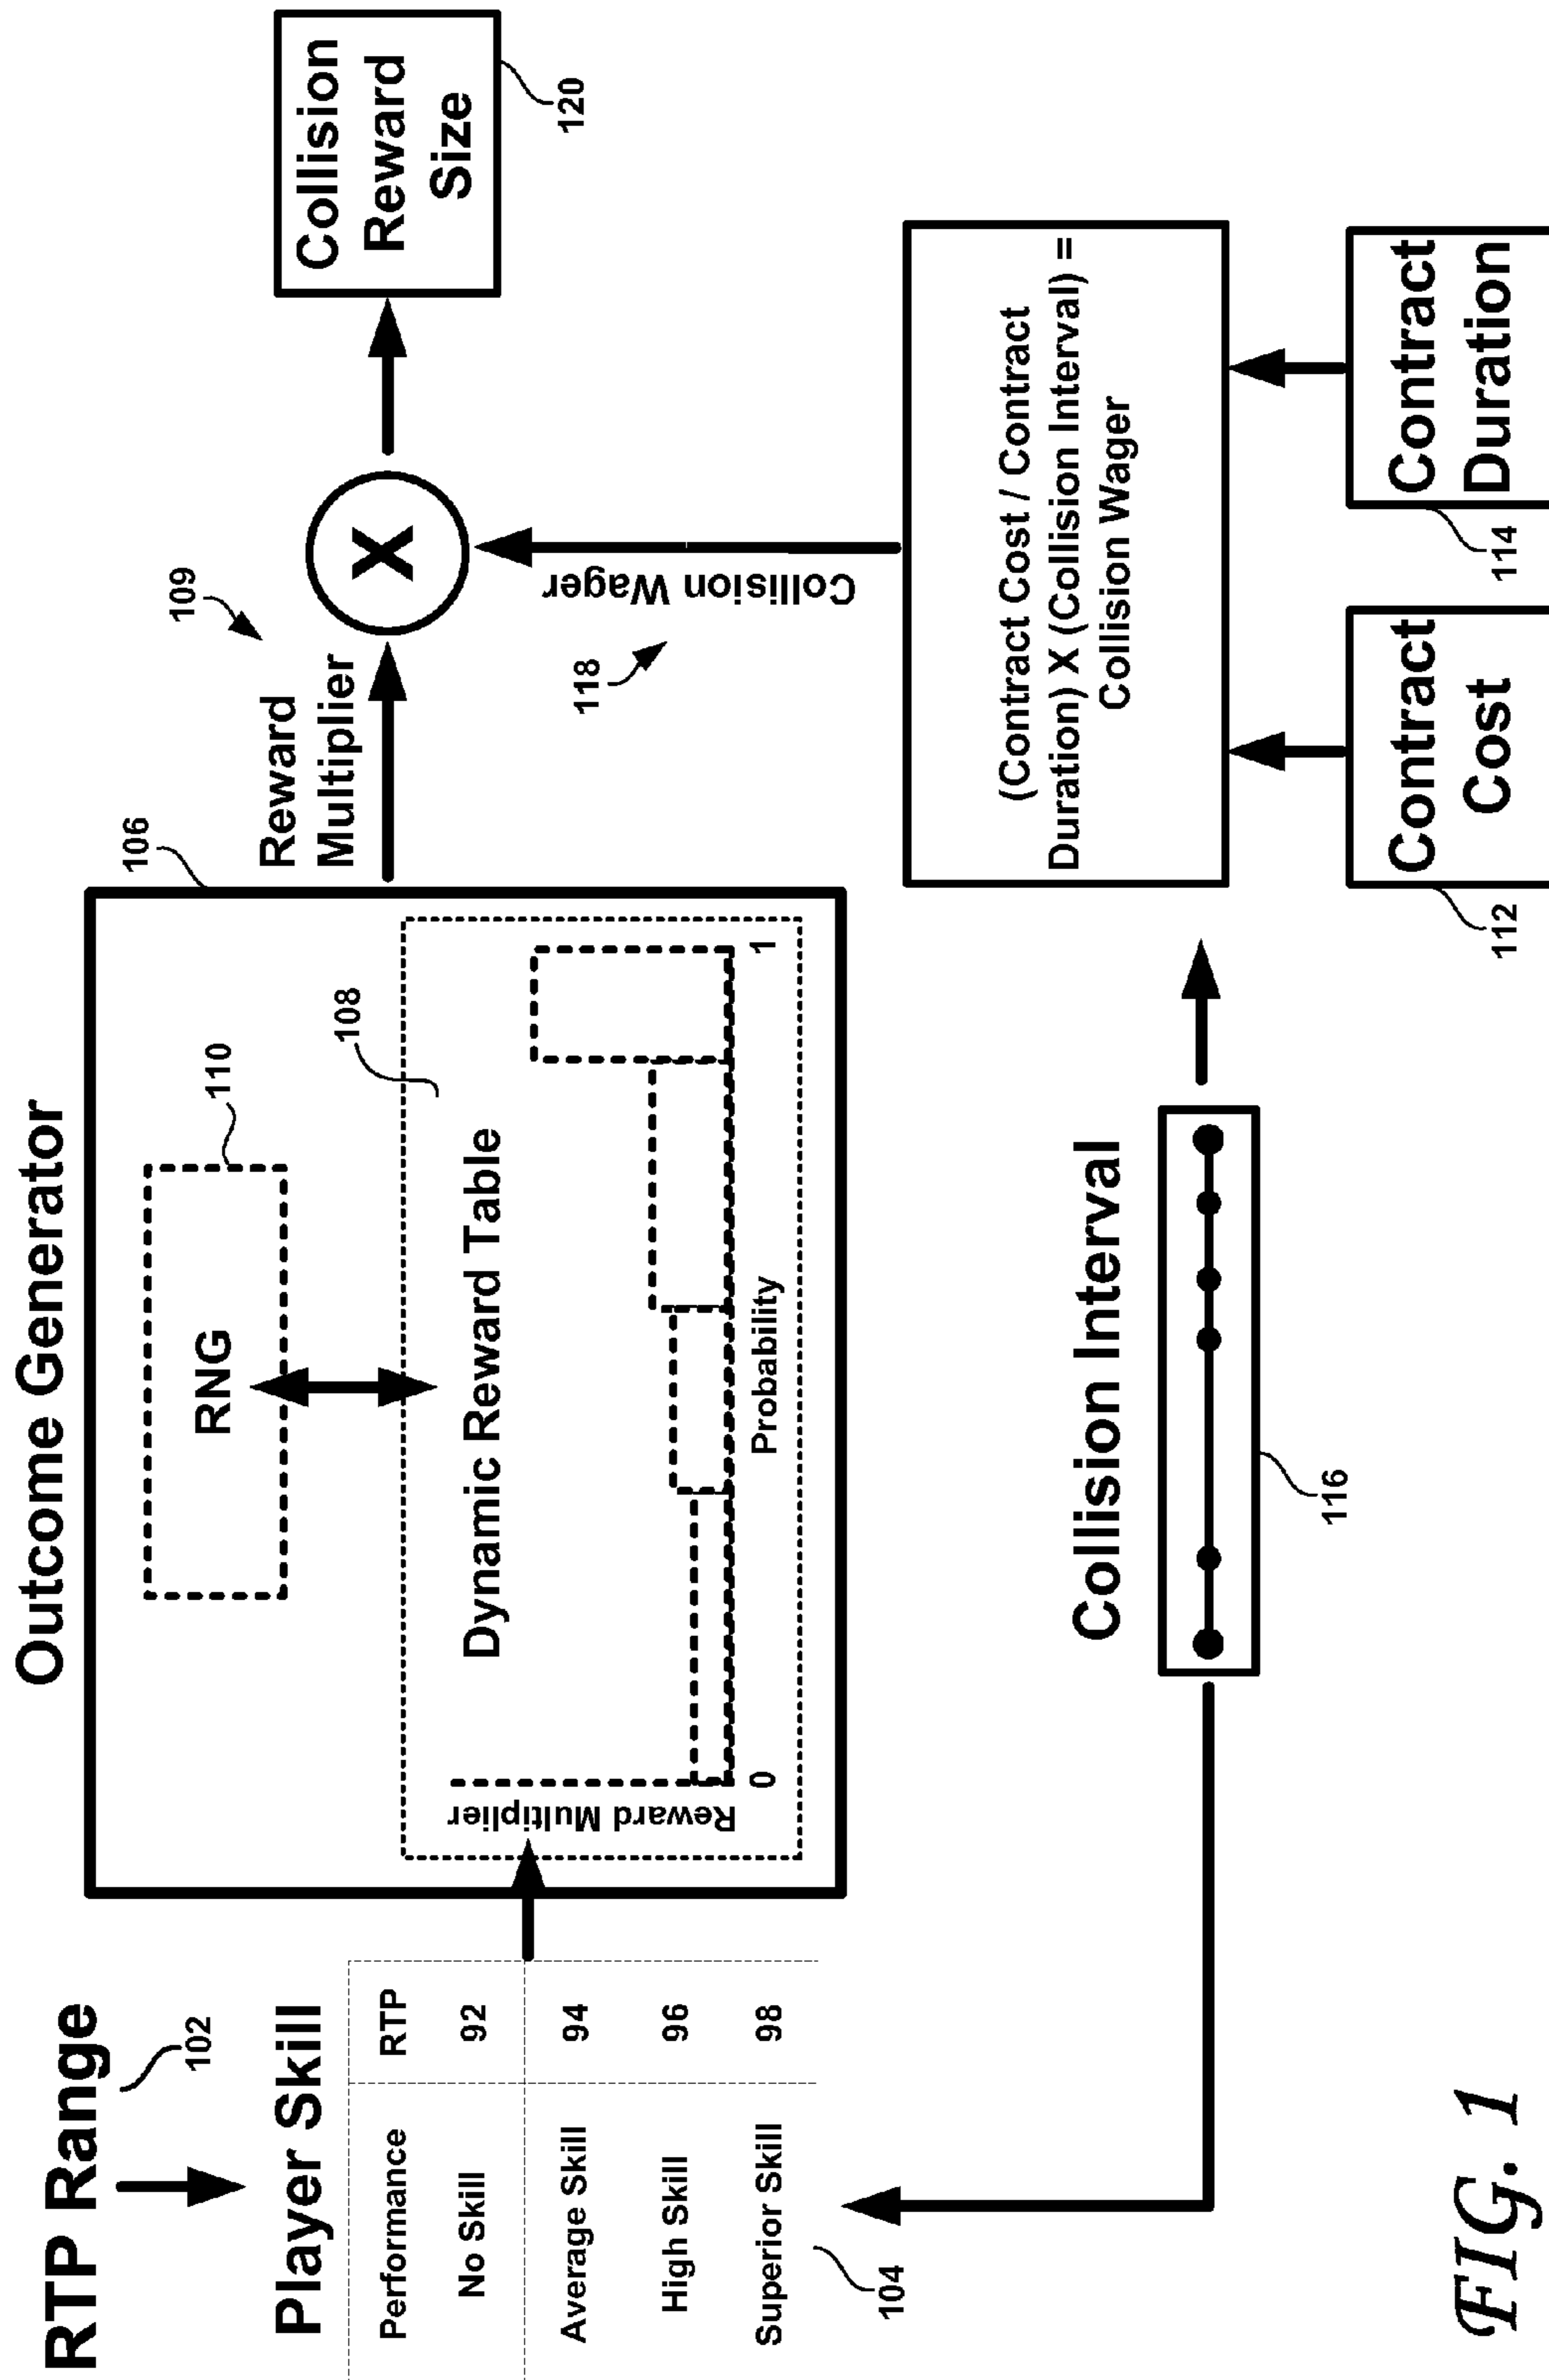 RTP Range
102
Player Skill
Performance RTP
No Skill 92
Average Skill 94
High Skill 96
Superior Skill 98
104
Outcome Generator
106
RNG
110
108
Dynamic Reward Table
Reward Multiplier
0
Probability
1
Reward
Multiplier
109
X
Collision
Reward
Size
120
Collision Wager
118
(Contract Cost / Contract
Duration) X (Collision Interval) =
Collision Wager
Collision Interval
116
Contract
Cost
112
Contract
Duration
114
FIG. 1